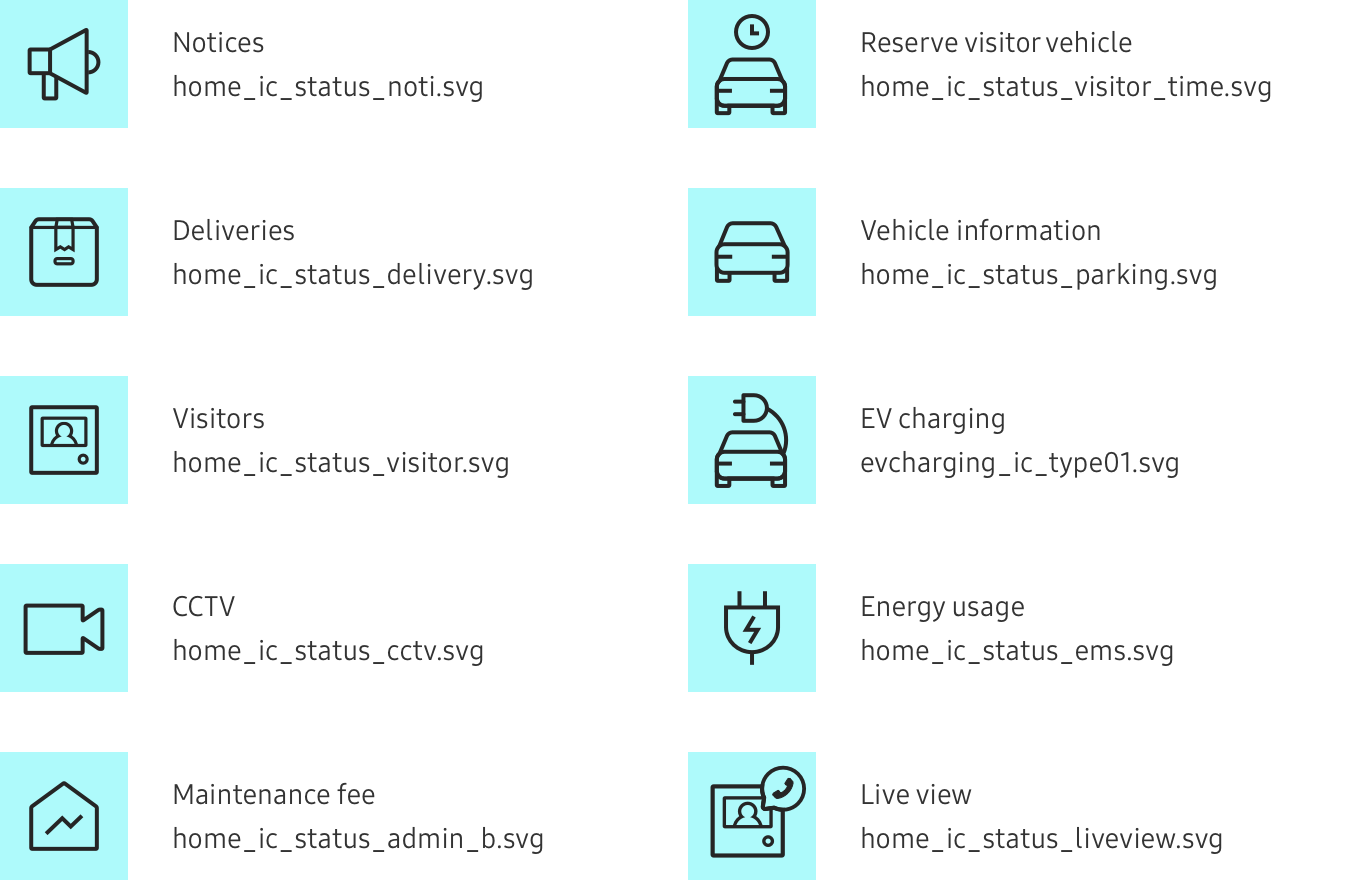 Notices
home_ic_status_noti.svg
Reserve visitor vehicle
home_ic_status_visitor_time.svg
Deliveries
home_ic_status_delivery.svg
Vehicle information
home_ic_status_parking.svg
Visitors
home_ic_status_visitor.svg
EV charging
evcharging_ic_type01.svg
CCTV
home_ic_status_cctv.svg
Energy usage
home_ic_status_ems.svg
Maintenance fee
home_ic_status_admin_b.svg
Live view
home_ic_status_liveview.svg